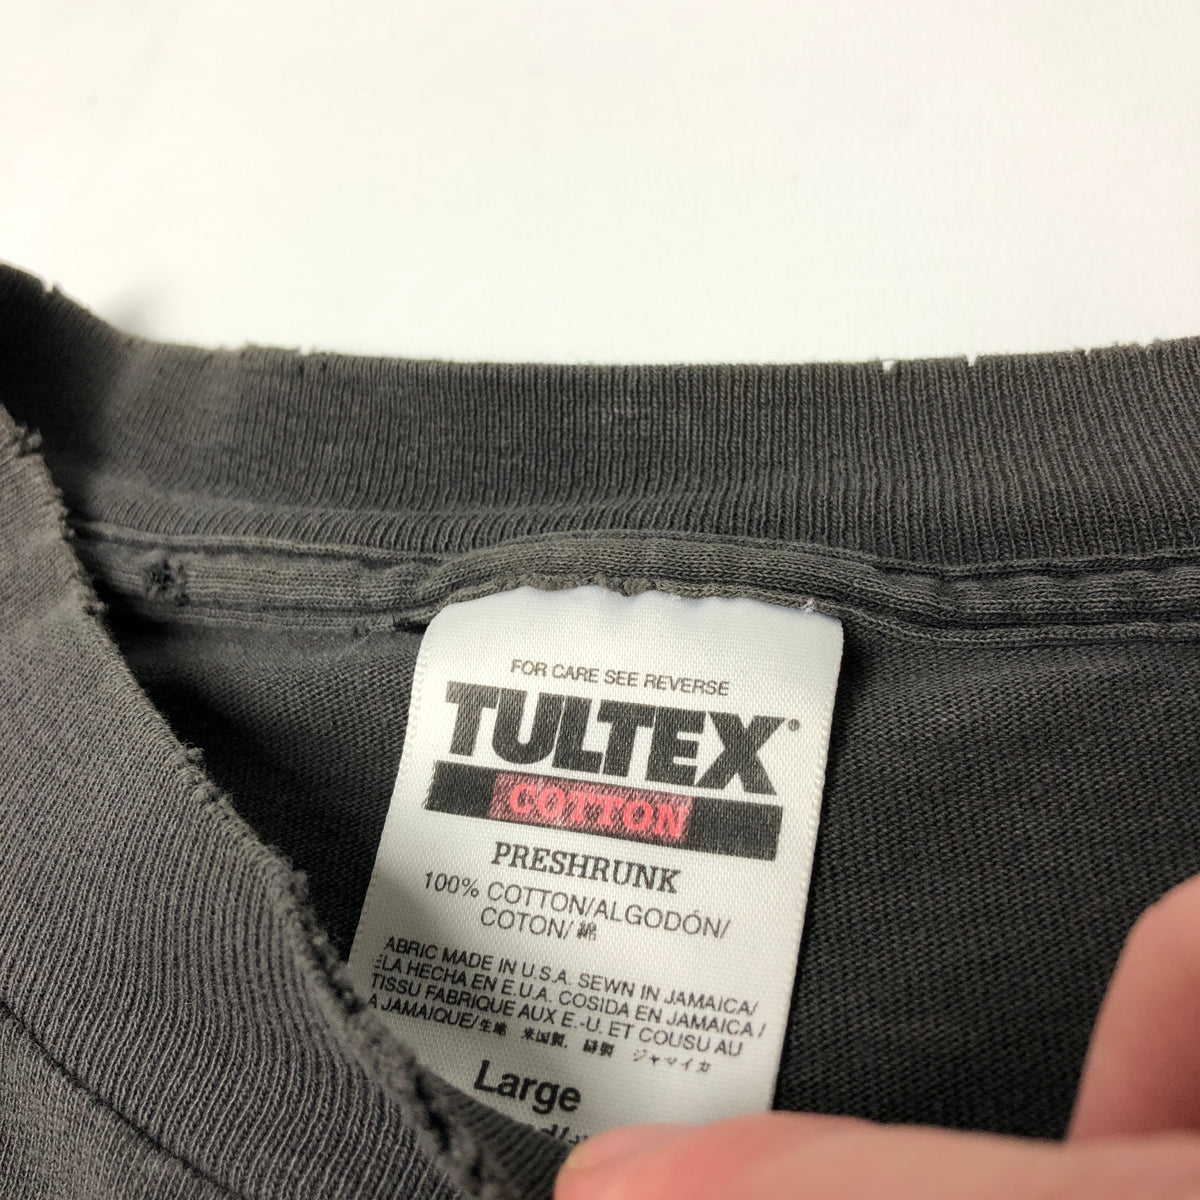 FOR CARE SEE REVERSE
TULTEX®
COTTON
PRESHRUNK
100% COTTON/ALGODÓN/
COTON/綿
ABRIC MADE IN U.S.A. SEWN IN JAMAICA/
LA HECHA EN E.U.A. COSIDA EN JAMAICA /
TISSU FABRIQUE AUX E.-U. ET COUSU AU
JAMAIQUE/生地 米国製, 縫製 ジャマイカ
Large